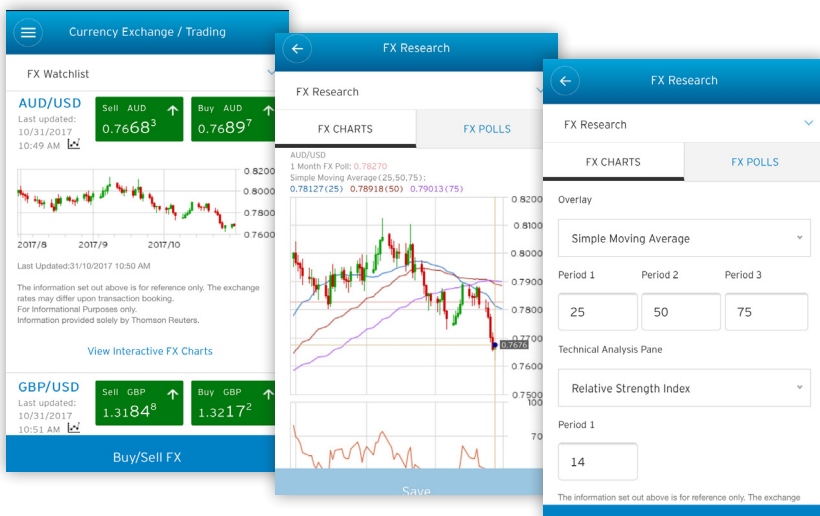 Currency Exchange / Trading
FX Watchlist
AUD/USD
Last updated:
10/31/2017
10:49 AM
Sell AUD
0.7668³
Buy AUD
0.7689⁷
0.8200
0.8000
0.7800
0.7600
2017/8 2017/9 2017/10
Last Updated:31/10/2017 10:50 AM
The information set out above is for reference only. The exchange
rates may differ upon transaction booking.
For Informational Purposes only.
Information provided solely by Thomson Reuters.
View Interactive FX Charts
GBP/USD
Last updated:
10/31/2017
10:51 AM
Sell GBP
1.3184⁸
Buy GBP
1.3217²
Buy/Sell FX
FX Research
FX Research
FX CHARTS FX POLLS
AUD/USD
1 Month FX Poll: 0.78270
Simple Moving Average(25,50,75):
0.78127(25) 0.78918(50) 0.79013(75)
0.8200
0.8100
0.8000
0.7900
0.7800
0.7700
0.7676
0.7600
0.7500
100
70
Save
FX Research
FX Research
FX CHARTS FX POLLS
Overlay
Simple Moving Average
Period 1 Period 2 Period 3
25 50 75
Technical Analysis Pane
Relative Strength Index
Period 1
14
The information set out above is for reference only. The exchange